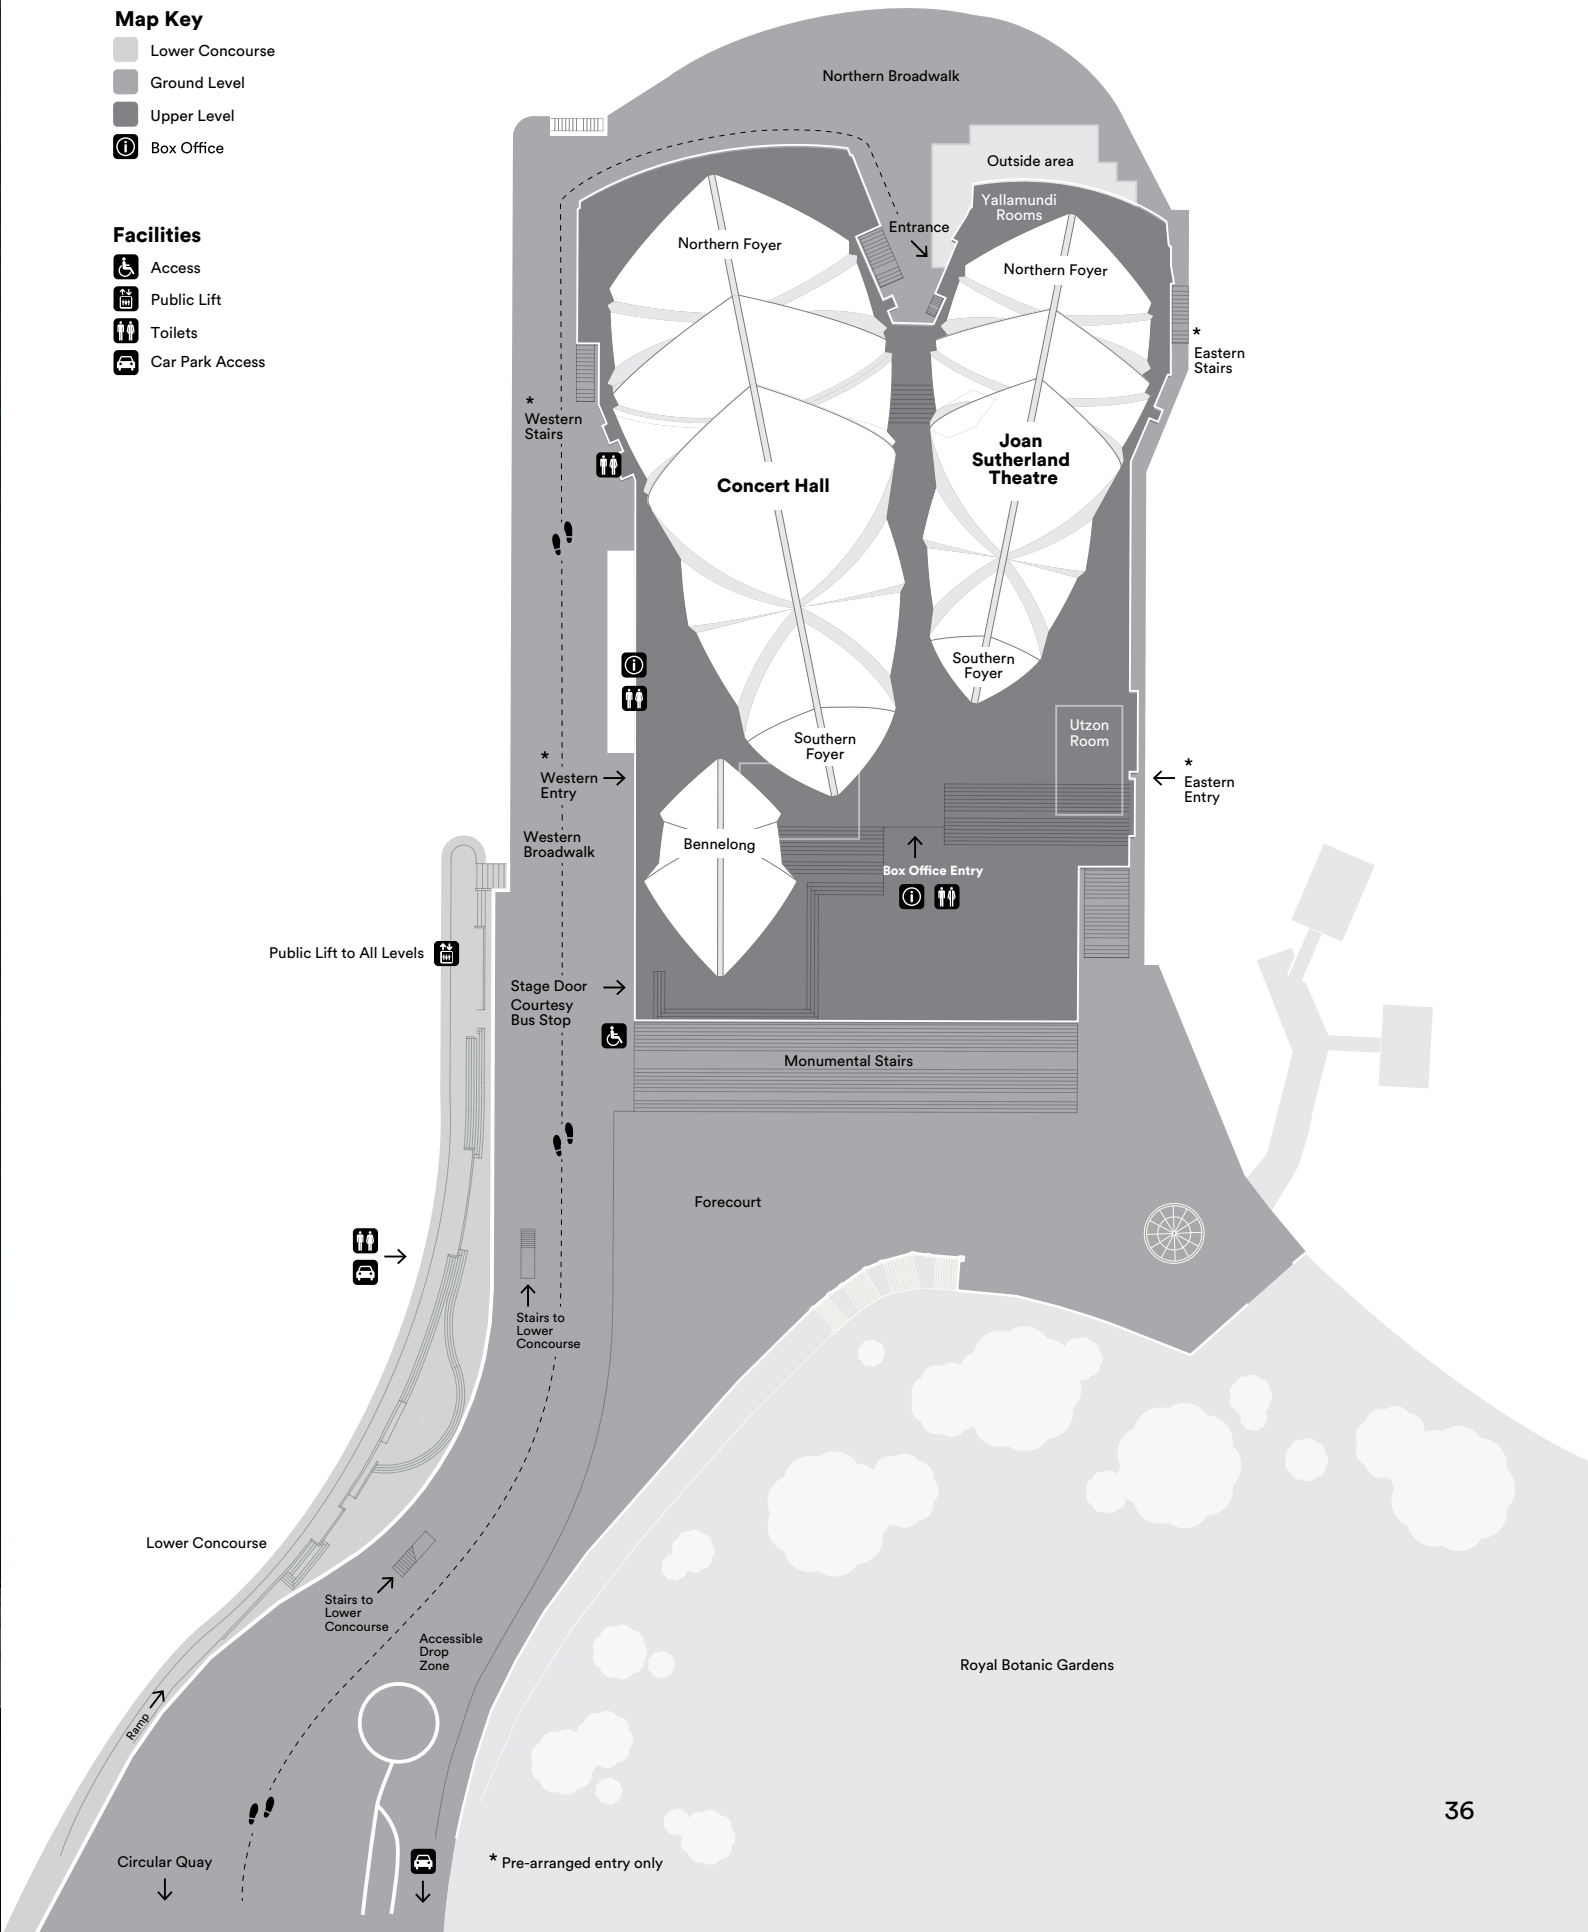 Map Key
Lower Concourse
Ground Level
Upper Level
Box Office
Facilities
Access
Public Lift
Toilets
Car Park Access
Northern Broadwalk
Outside area
Yallamundi
Rooms
Entrance
Northern Foyer
Northern Foyer
*
Eastern
Stairs
*
Western
Stairs
Joan
Sutherland
Theatre
Concert Hall
Southern
Foyer
Southern
Foyer
Utzon
Room
*
Western
Entry
*
Eastern
Entry
Western
Broadwalk
Bennelong
Box Office Entry
Public Lift to All Levels
Stage Door
Courtesy
Bus Stop
Monumental Stairs
Forecourt
Stairs to
Lower
Concourse
Lower Concourse
Stairs to
Lower
Concourse
Accessible
Drop
Zone
Royal Botanic Gardens
Ramp
36
Circular Quay
* Pre-arranged entry only